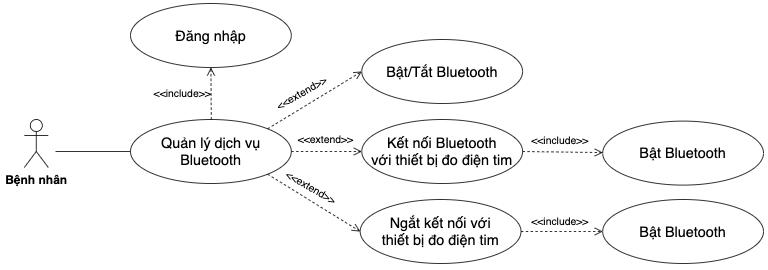 Đăng nhập
<<include>>
Bật/Tắt Bluetooth
<<extend>>
Quản lý dịch vụ
Bluetooth
<<extend>>
Kết nối Bluetooth
với thiết bị đo điện tim
<<include>>
Bật Bluetooth
Bệnh nhân
<<extend>>
Ngắt kết nối với
thiết bị đo điện tim
<<include>>
Bật Bluetooth